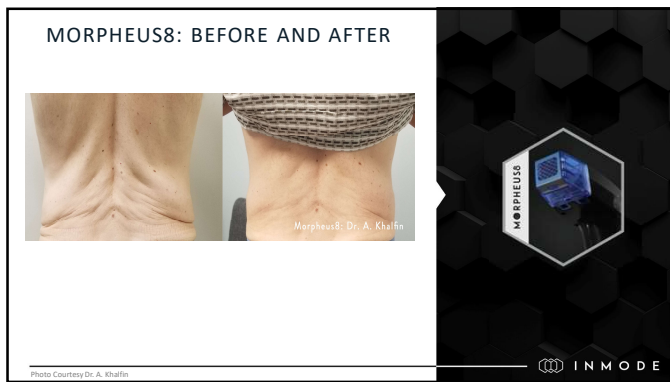 MORPHEUS8: BEFORE AND AFTER
Morpheus8: Dr. A. Khalfin
MORPHEUS8
Photo Courtesy Dr. A. Khalfin
INMODE